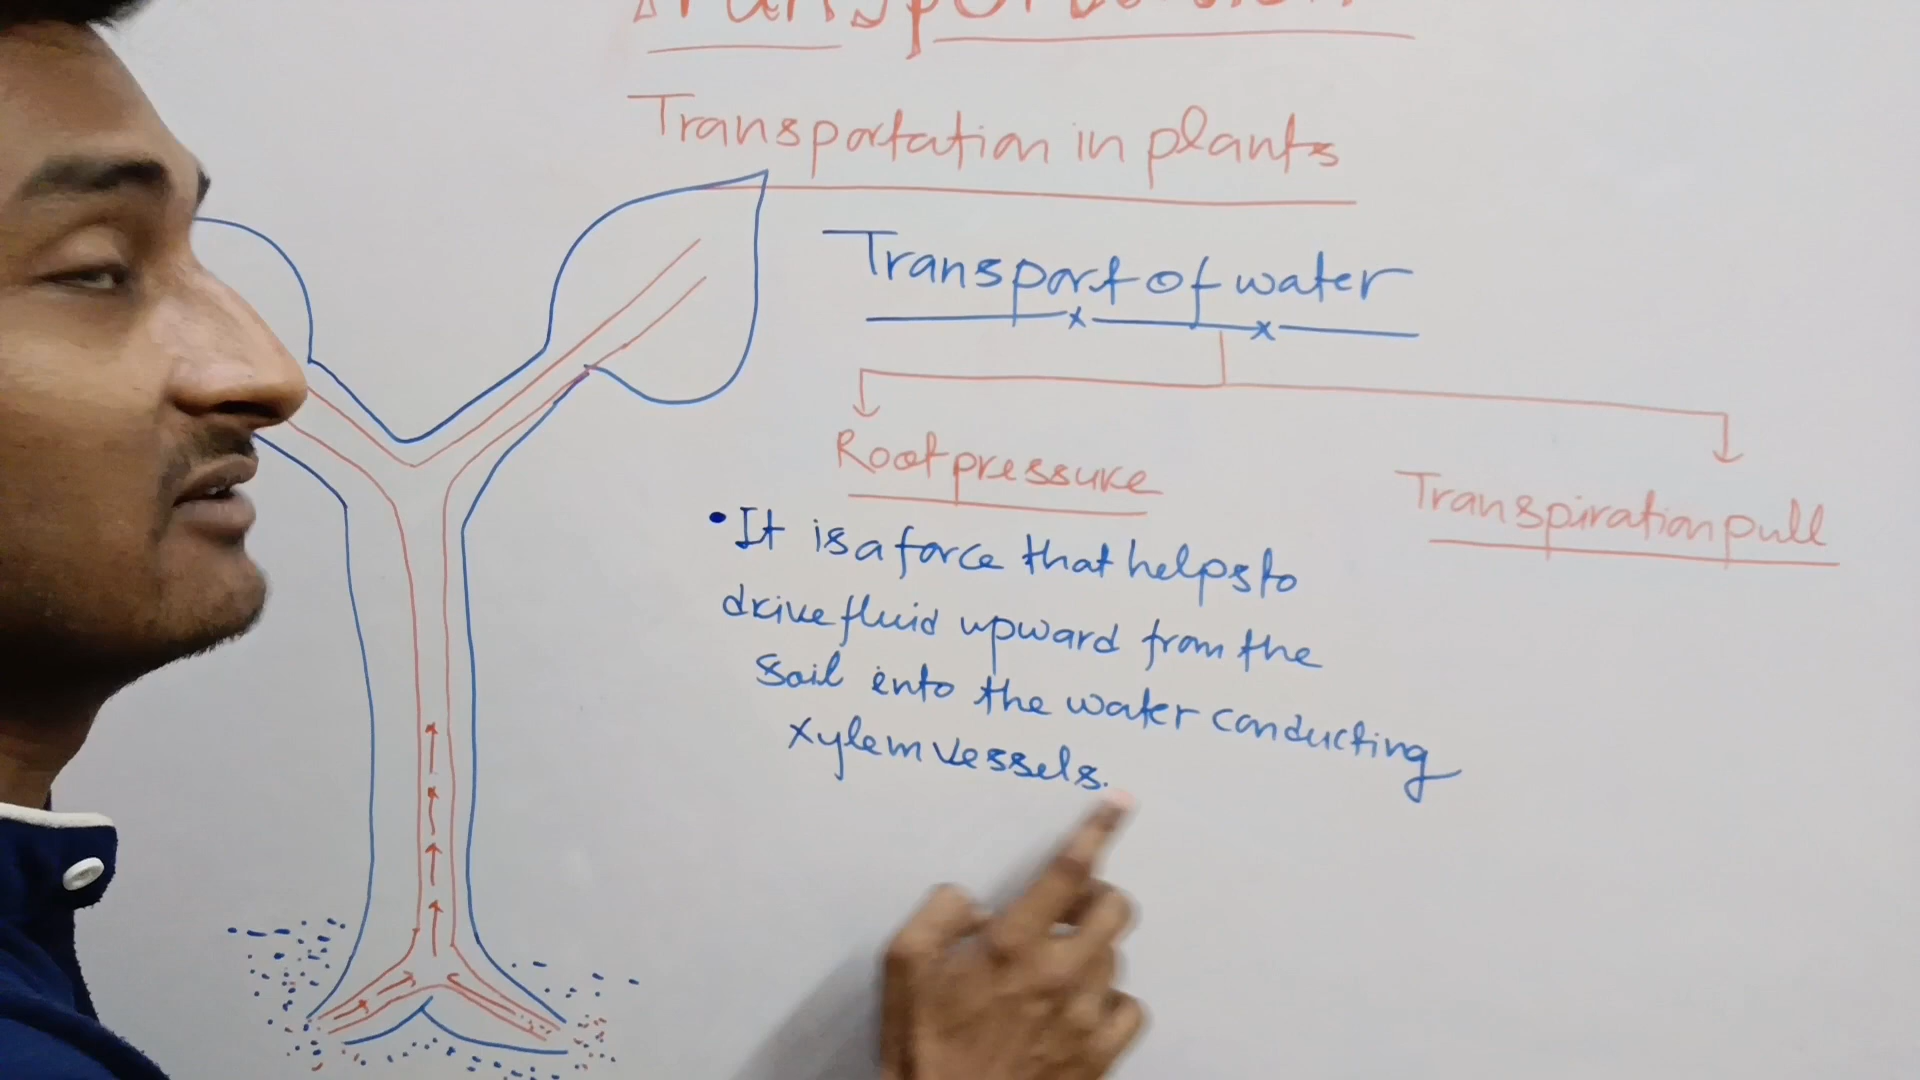 Transportation
Transportation in plants
Transport of water
Root pressure
Transpiration pull
• It is a force that helps to
drive fluid upward from the
soil into the water conducting
xylem vessels.